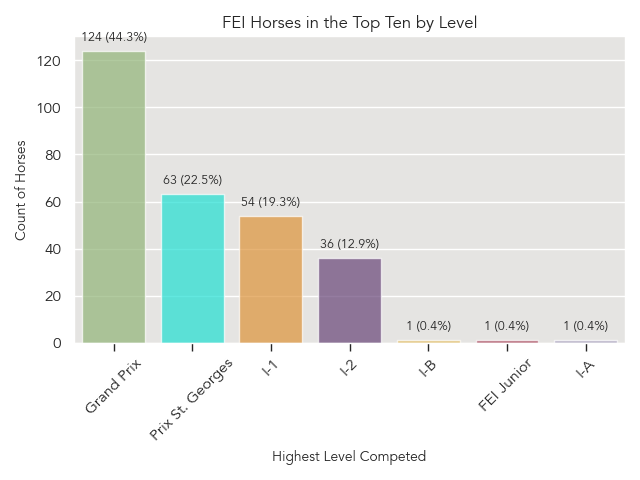 FEI Horses in the Top Ten by Level
124 (44.3%)
63 (22.5%)
54 (19.3%)
36 (12.9%)
1 (0.4%)
1 (0.4%)
1 (0.4%)
Count of Horses
120
100
80
60
40
20
0
Grand Prix
Prix St. Georges
I-1
I-2
I-B
FEI Junior
I-A
Highest Level Competed